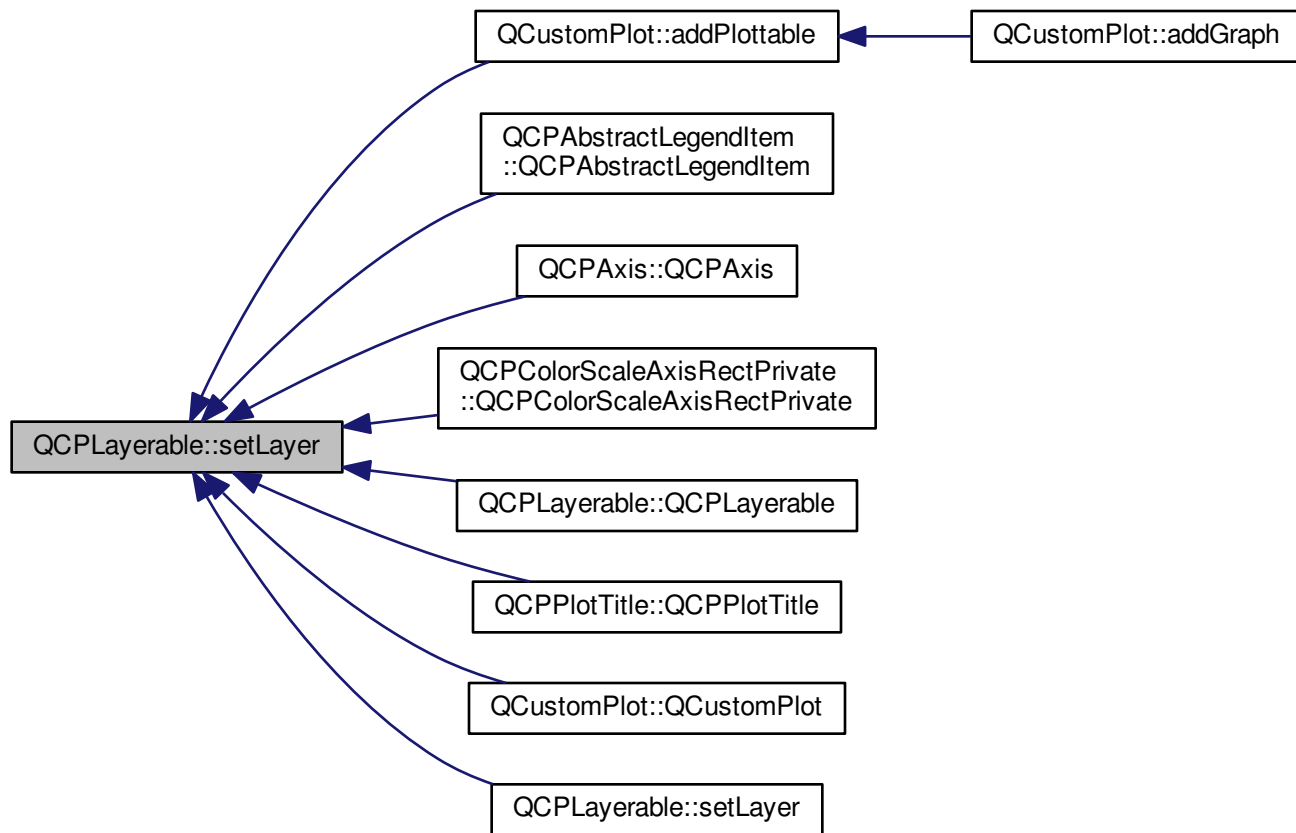 QCustomPlot::addPlottable
QCustomPlot::addGraph
QCPAbstractLegendItem
::QCPAbstractLegendItem
QCPAxis::QCPAxis
QCPColorScaleAxisRectPrivate
::QCPColorScaleAxisRectPrivate
QCPLayerable::setLayer
QCPLayerable::QCPLayerable
QCPPlotTitle::QCPPlotTitle
QCustomPlot::QCustomPlot
QCPLayerable::setLayer